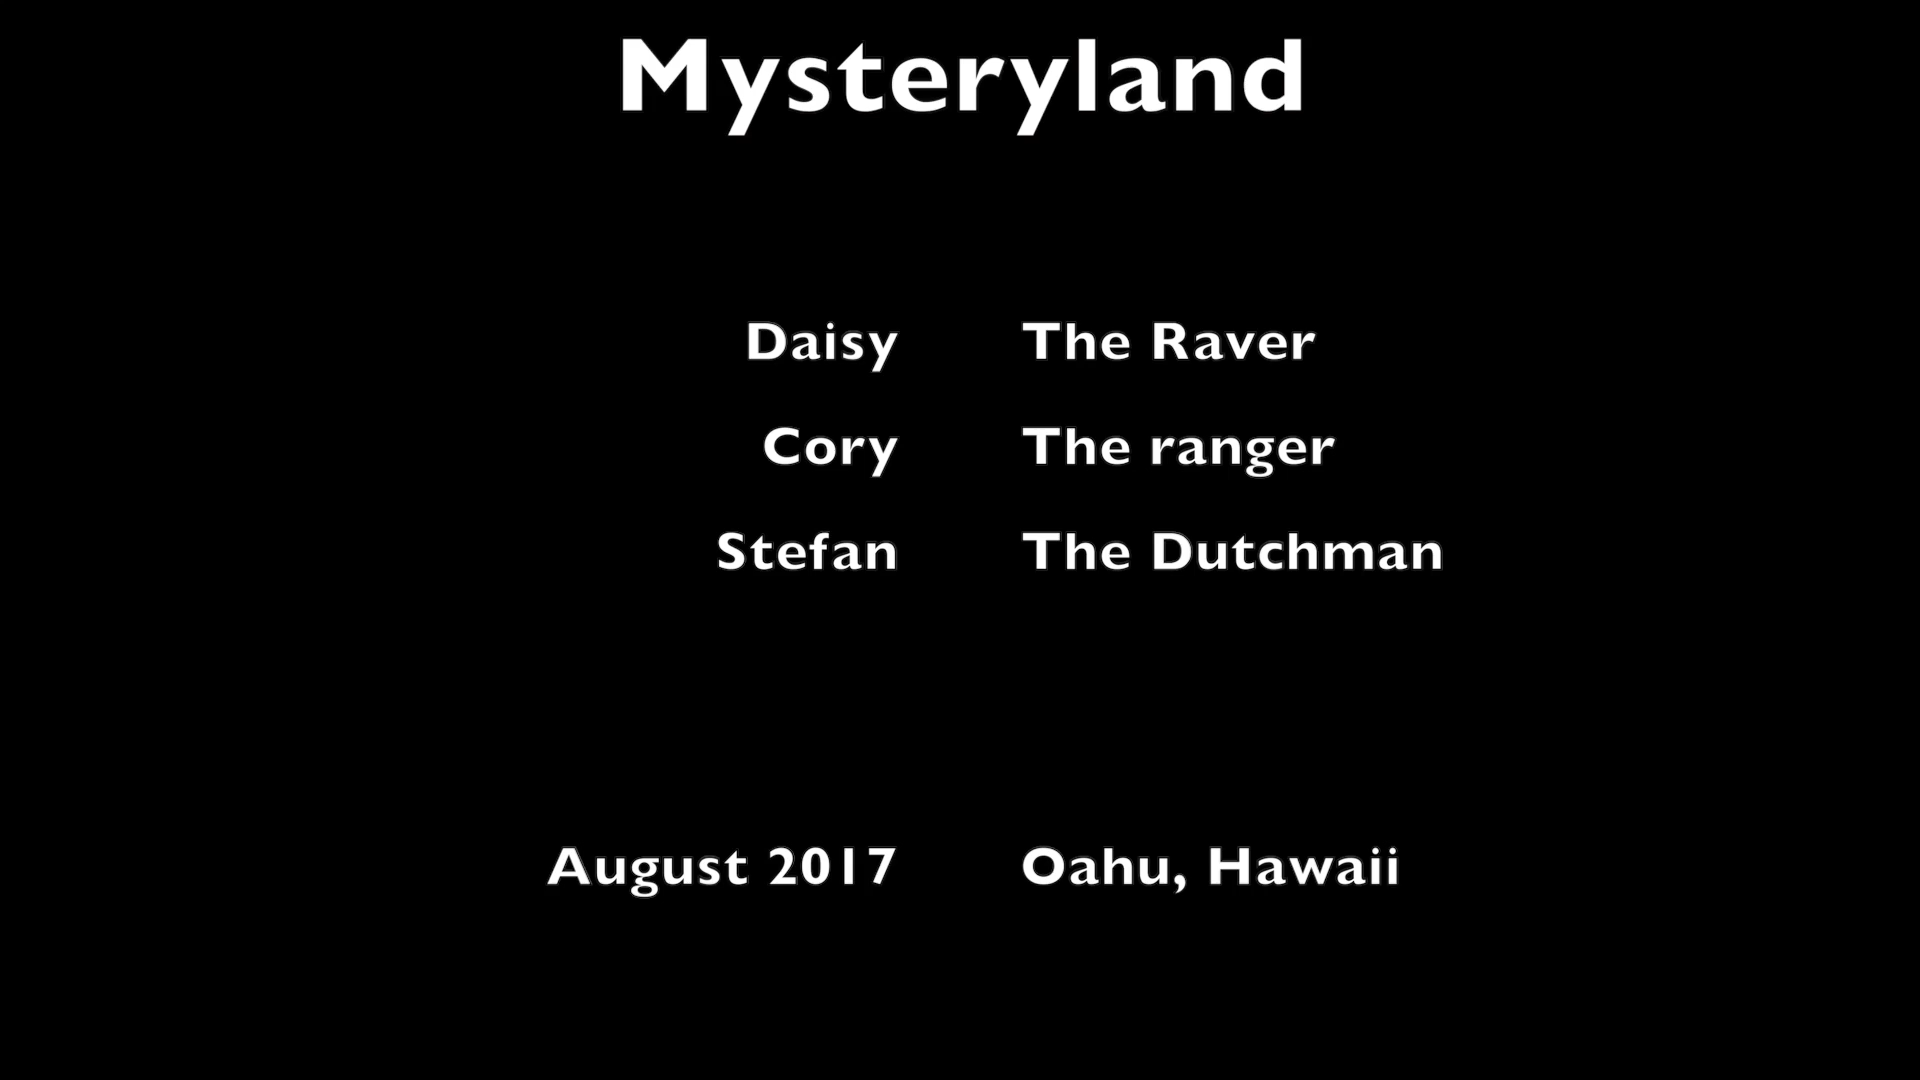 Mysteryland
Daisy The Raver
Cory The ranger
Stefan The Dutchman
August 2017 Oahu, Hawaii